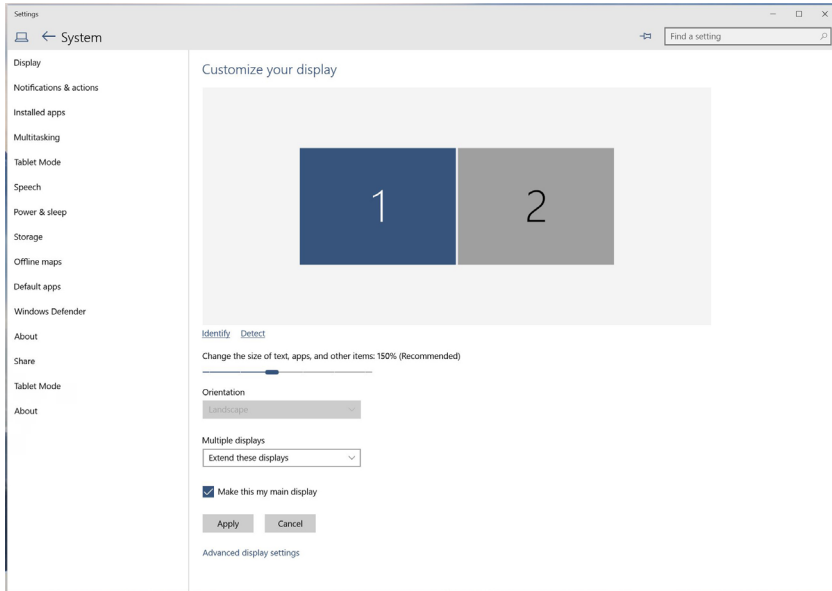 Settings
System
Find a setting
Display
Notifications & actions
Installed apps
Multitasking
Tablet Mode
Speech
Power & sleep
Storage
Offline maps
Default apps
Windows Defender
About
Share
Tablet Mode
About
Customize your display
1
2
Identify Detect
Change the size of text, apps, and other items: 150% (Recommended)
Orientation
Landscape
Multiple displays
Extend these displays
Make this my main display
Apply Cancel
Advanced display settings